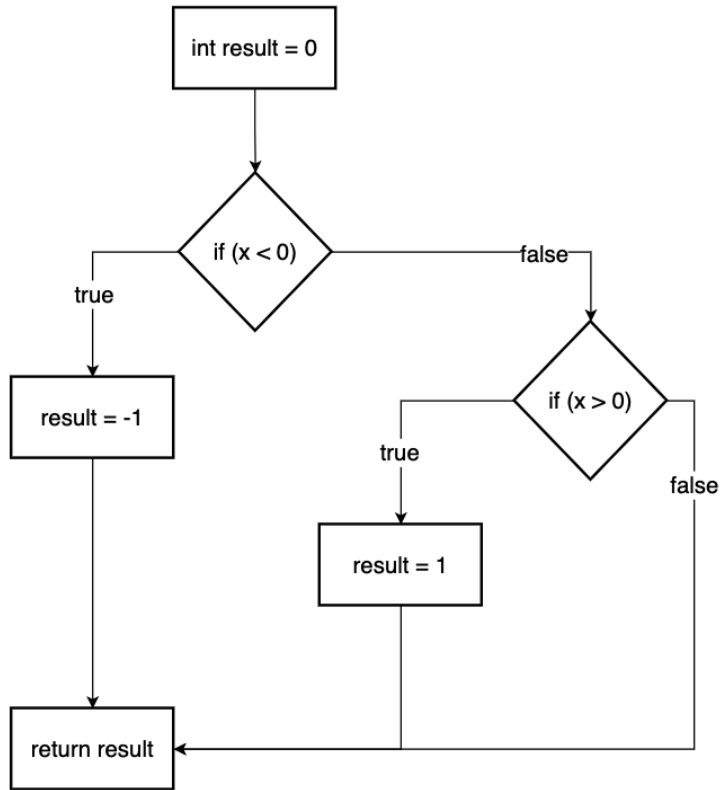 int result = 0
if (x < 0)
true
false
result = -1
if (x > 0)
true
false
result = 1
return result